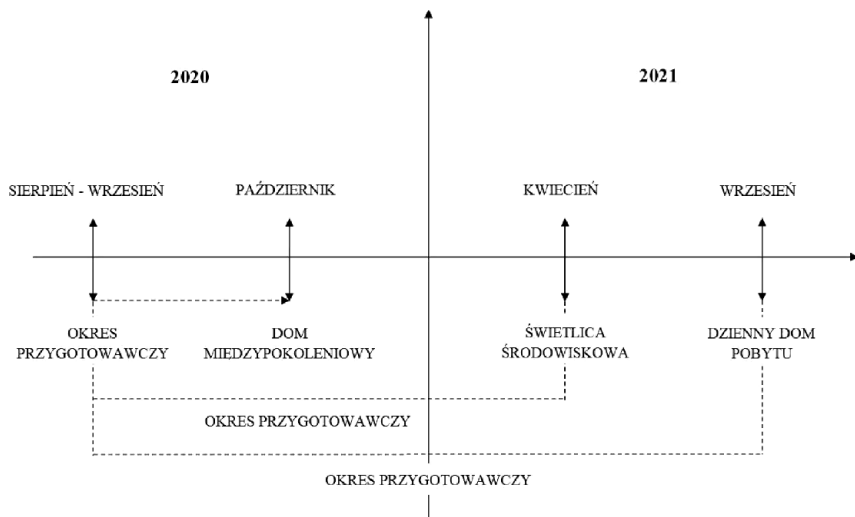 2020
2021
SIERPIEŃ - WRZESIEŃ
PAŹDZIERNIK
KWIECIEŃ
WRZESIEŃ
OKRES
PRZYGOTOWAWCZY
DOM
MIEDZYPOKOLENIOWY
ŚWIETLICA
ŚRODOWISKOWA
DZIENNY DOM
POBYTU
OKRES PRZYGOTOWAWCZY
OKRES PRZYGOTOWAWCZY